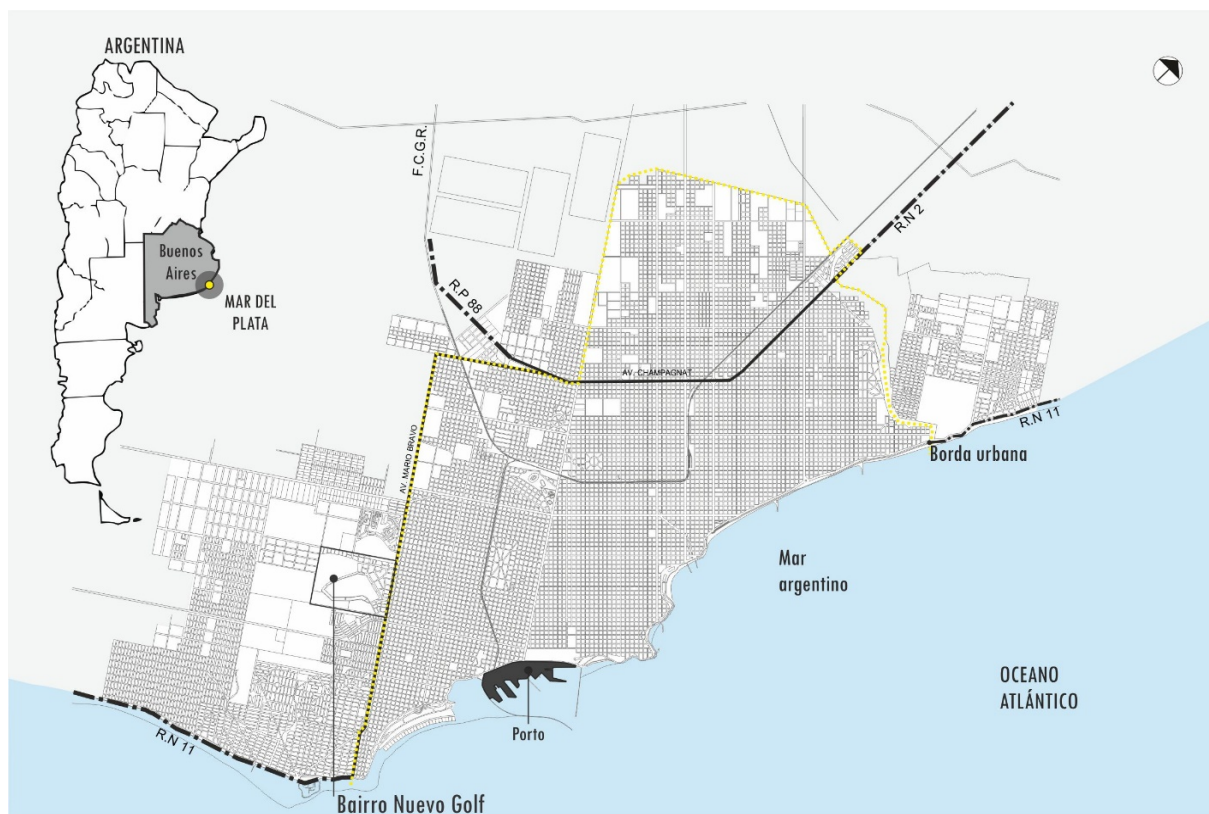 ARGENTINA
Buenos
Aires
MAR DEL
PLATA
F.C.G.R.
R.P 88
R.N 2
AV. CHAMPAGNAT
AV. MARIO BRAVO
R.N 11
Borda urbana
Mar
argentino
OCEANO
ATLÁNTICO
Porto
R.N 11
Bairro Nuevo Golf